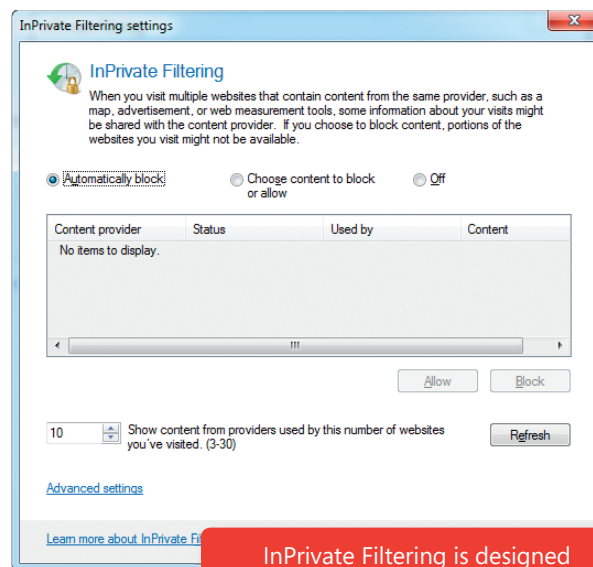 InPrivate Filtering settings
x
InPrivate Filtering
When you visit multiple websites that contain content from the same provider, such as a
map, advertisement, or web measurement tools, some information about your visits might
be shared with the content provider. If you choose to block content, portions of the
websites you visit might not be available.
Automatically block
Choose content to block
or allow
Off
Content provider Status Used by Content
No items to display.
Allow Block
10
Show content from providers used by this number of websites
you've visited. (3-30)
Refresh
Advanced settings
Learn more about InPrivate
InPrivate Filtering is designed